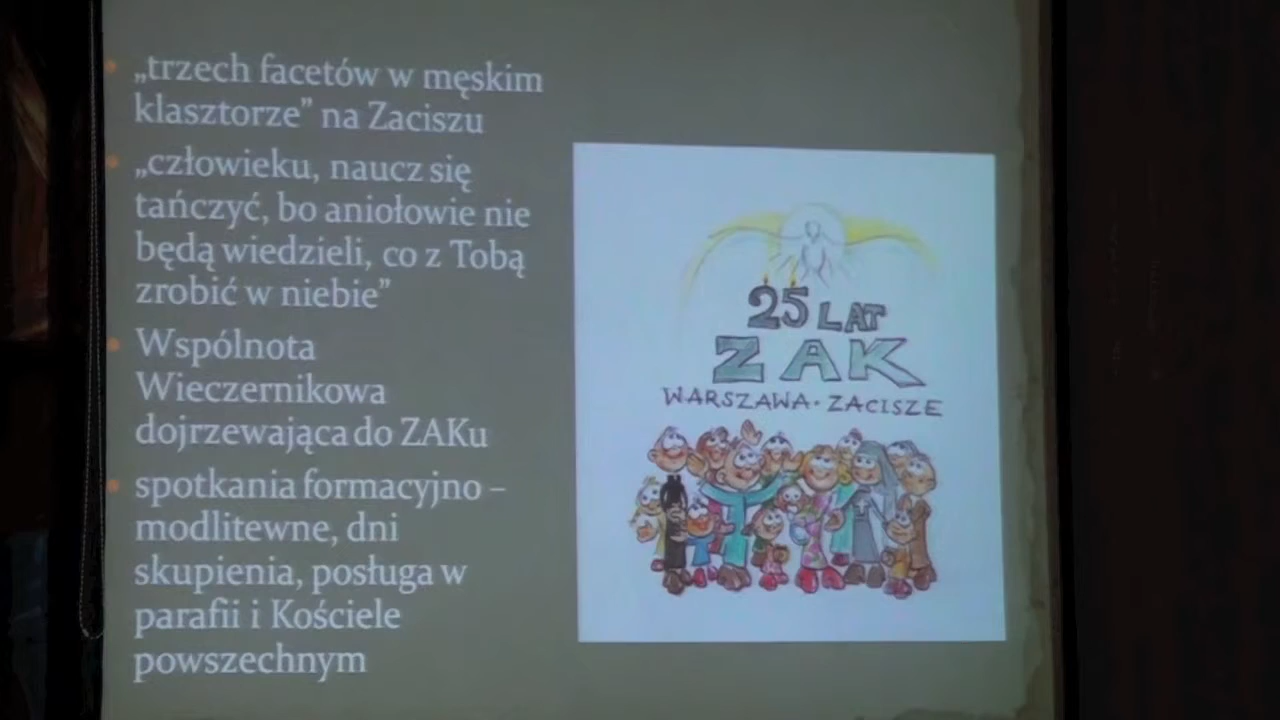 „trzech facetów w męskim
klasztorze” na Zaciszu
„człowieku, naucz się
tańczyć, bo aniołowie nie
będą wiedzieli, co z Tobą
zrobić w niebie”
Wspólnota
Wieczernikowa
dojrzewająca do ZAKu
spotkania formacyjno –
modlitewne, dni
skupienia, posługa w
parafii i Kościele
powszechnym
25 LAT
ZAK
WARSZAWA · ZACISZE